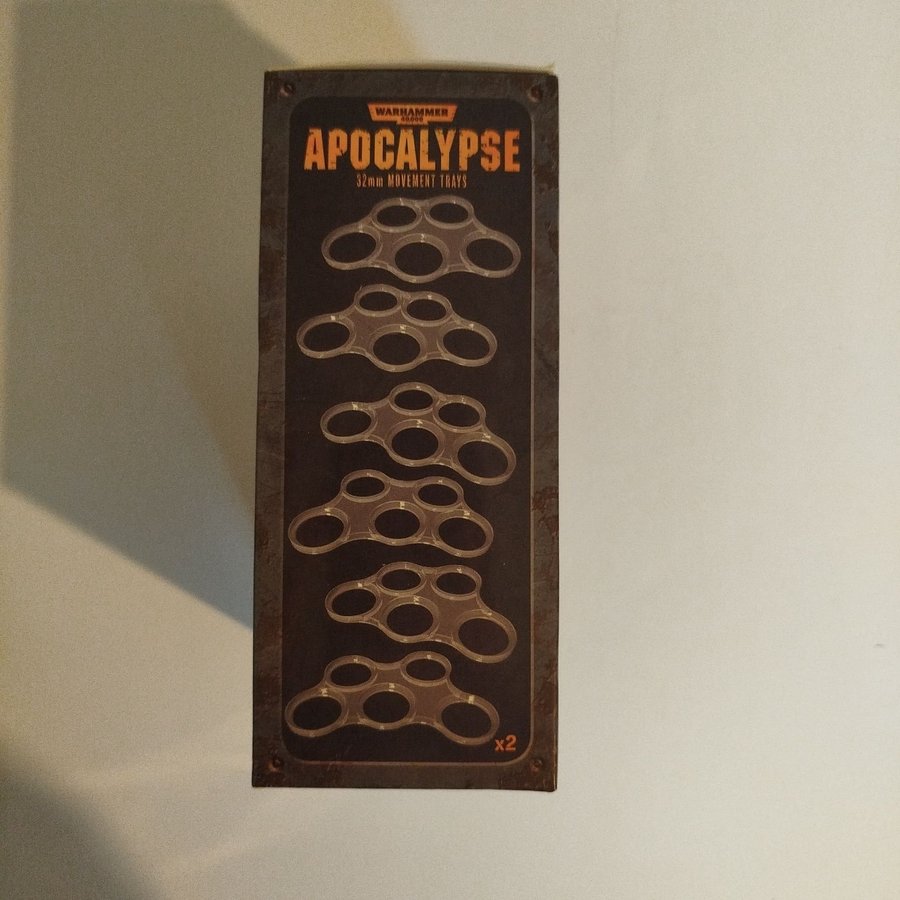 WARHAMMER
40,000
APOCALYPSE
32mm MOVEMENT TRAYS
x2